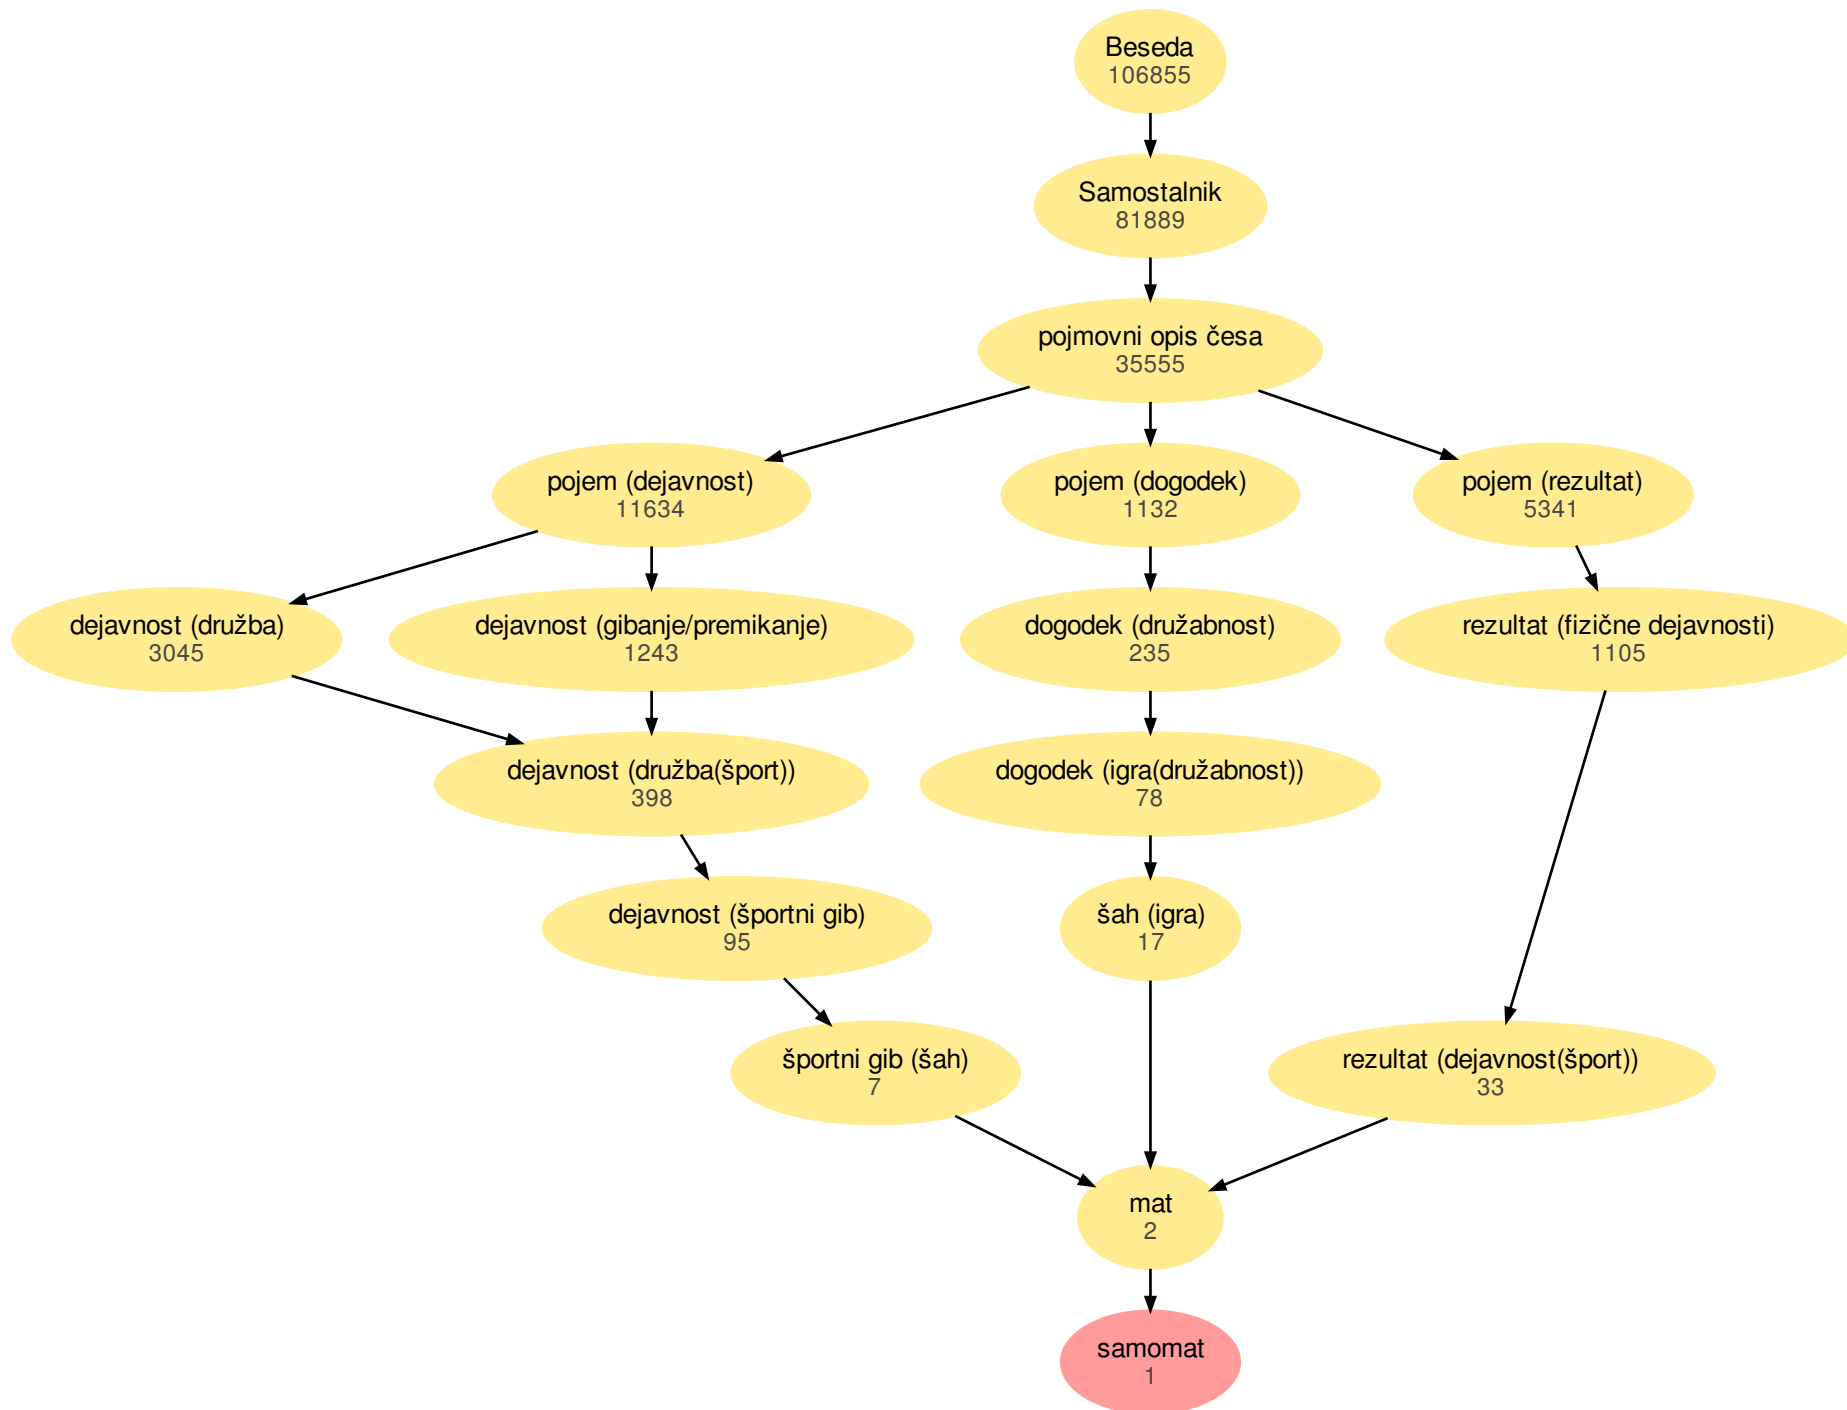 Beseda
106855
Samostalnik
81889
pojmovni opis česa
35555
pojem (dejavnost)
11634
pojem (dogodek)
1132
pojem (rezultat)
5341
dejavnost (družba)
3045
dejavnost (gibanje/premikanje)
1243
dogodek (družabnost)
235
rezultat (fizične dejavnosti)
1105
dejavnost (družba(šport))
398
dogodek (igra(družabnost))
78
dejavnost (športni gib)
95
šah (igra)
17
športni gib (šah)
7
rezultat (dejavnost(šport))
33
mat
2
samomat
1